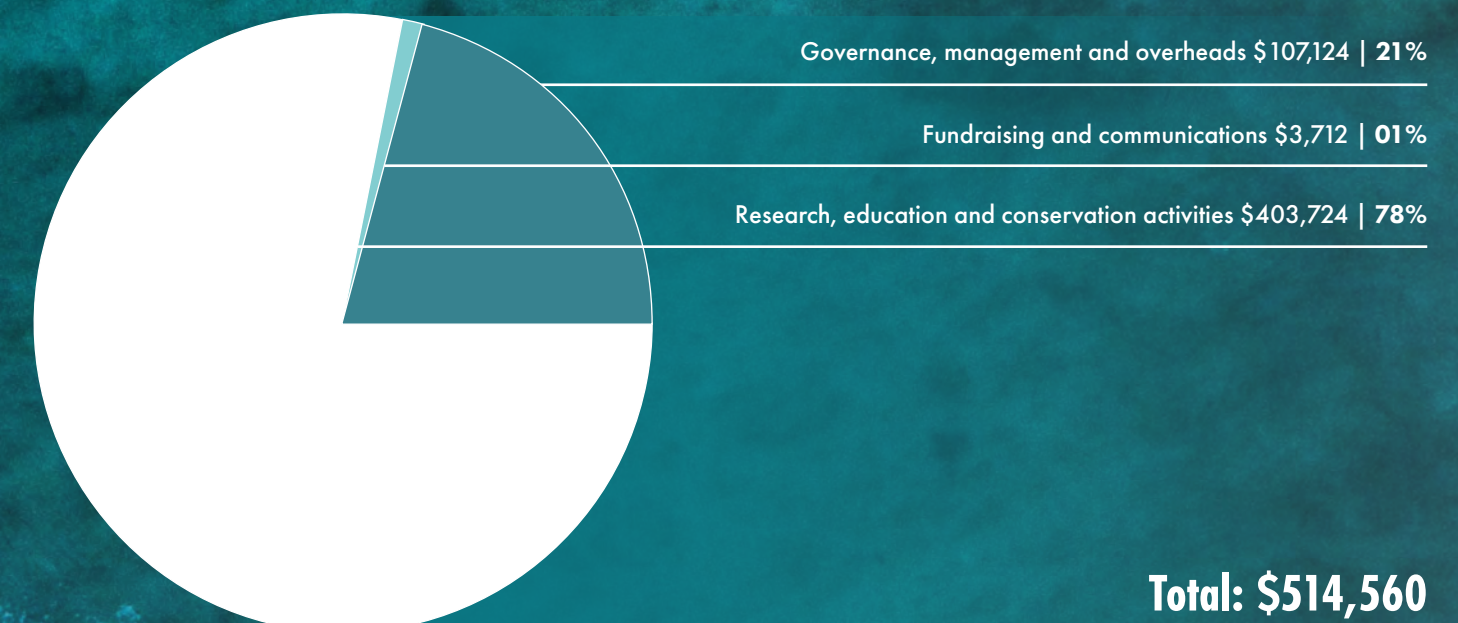 Governance, management and overheads $107,124 | 21%
Fundraising and communications $3,712 | 01%
Research, education and conservation activities $403,724 | 78%
Total: $514,560